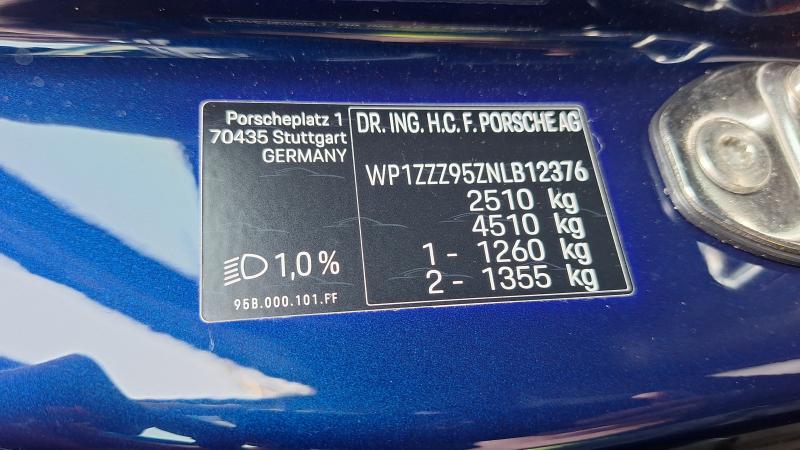 Porscheplatz 1
70435 Stuttgart
GERMANY
1,0 %
95B.000.101.FF
DR. ING. H.C. F. PORSCHE AG
WP1ZZZ95ZNLB12376
2510 kg
4510 kg
1 - 1260 kg
2 - 1355 kg